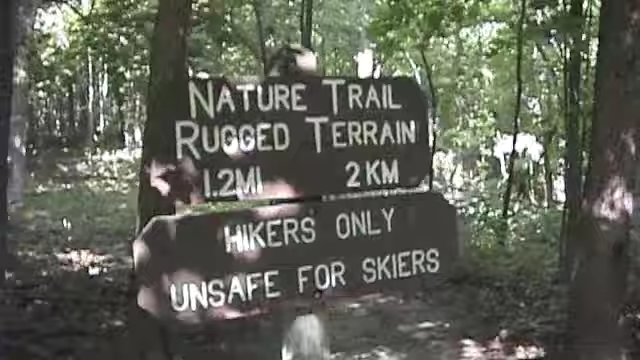 NATURE TRAIL
RUGGED TERRAIN
1.2MI 2KM
HIKERS ONLY
UNSAFE FOR SKIERS